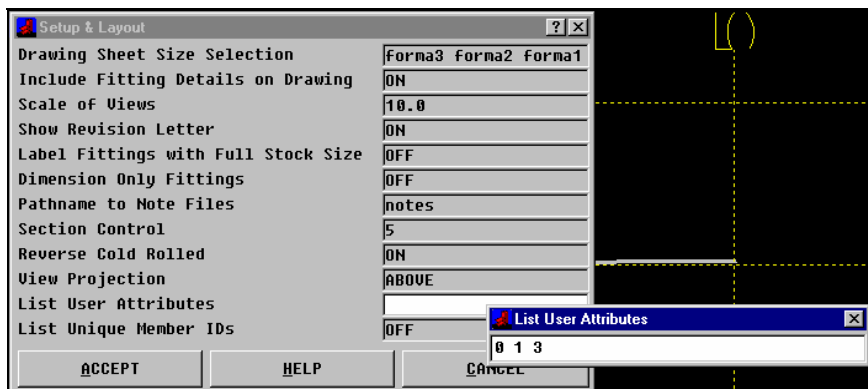 Setup & Layout
Drawing Sheet Size Selection forma3 forma2 forma1
Include Fitting Details on Drawing ON
Scale of Views 10.0
Show Revision Letter ON
Label Fittings with Full Stock Size OFF
Dimension Only Fittings OFF
Pathname to Note Files notes
Section Control 5
Reverse Cold Rolled ON
View Projection ABOVE
List User Attributes
List Unique Member IDs OFF
ACCEPT HELP CANCEL
List User Attributes
0 1 3
L()